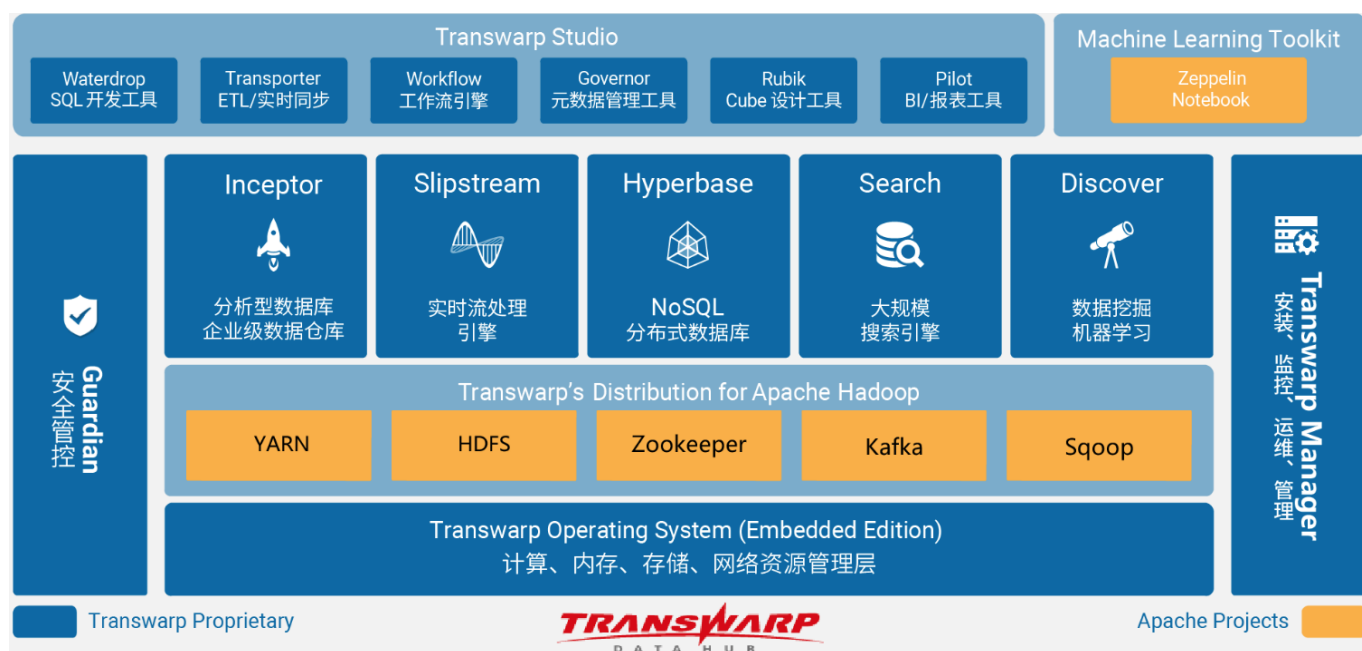 Transwarp Studio
Machine Learning Toolkit
Waterdrop
SQL 开发工具
Transporter
ETL/实时同步
Workflow
工作流引擎
Governor
元数据管理工具
Rubik
Cube 设计工具
Pilot
BI/报表工具
Zeppelin
Notebook
Guardian
安全管控
Inceptor
分析型数据库
企业级数据仓库
Slipstream
实时流处理
引擎
Hyperbase
NoSQL
分布式数据库
Search
大规模
搜索引擎
Discover
数据挖掘
机器学习
Transwarp Manager
安装、监控、运维、管理
Transwarp's Distribution for Apache Hadoop
YARN
HDFS
Zookeeper
Kafka
Sqoop
Transwarp Operating System (Embedded Edition)
计算、内存、存储、网络资源管理层
Transwarp Proprietary
TRANSWARP
DATA HUB
Apache Projects